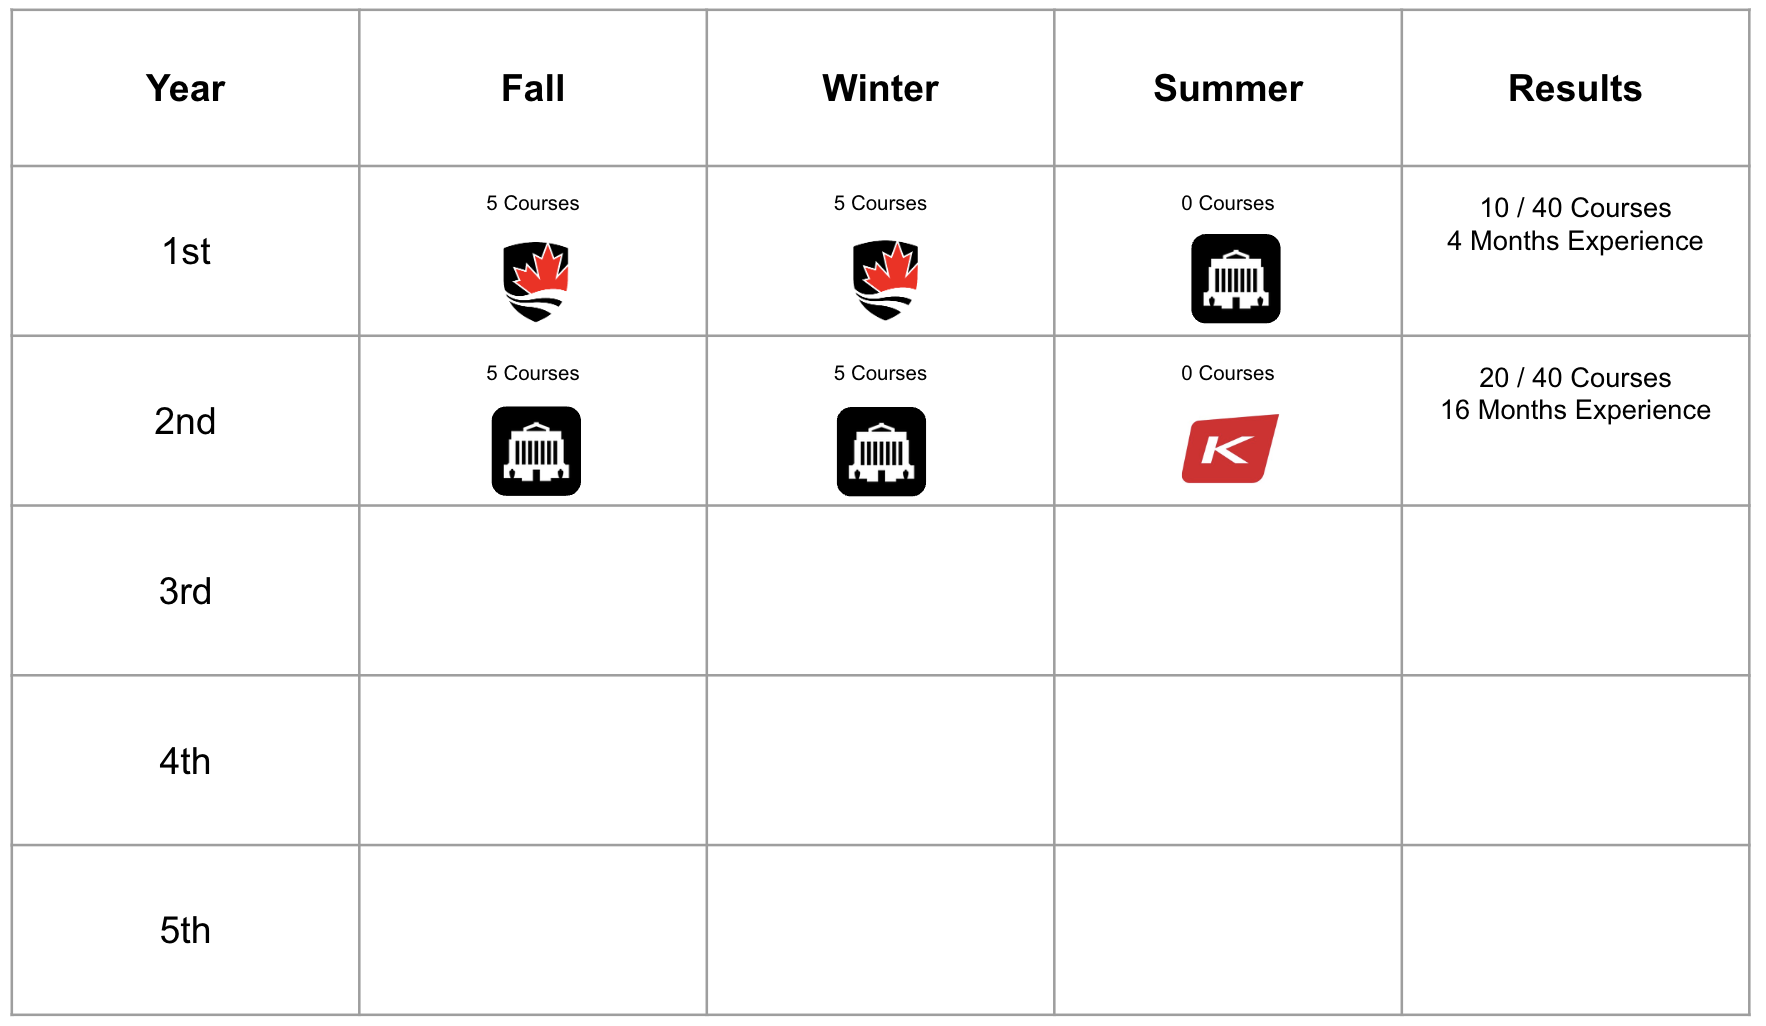 Year
Fall
Winter
Summer
Results
1st
5 Courses
5 Courses
0 Courses
10 / 40 Courses
4 Months Experience
2nd
5 Courses
5 Courses
0 Courses
K
20 / 40 Courses
16 Months Experience
3rd
4th
5th